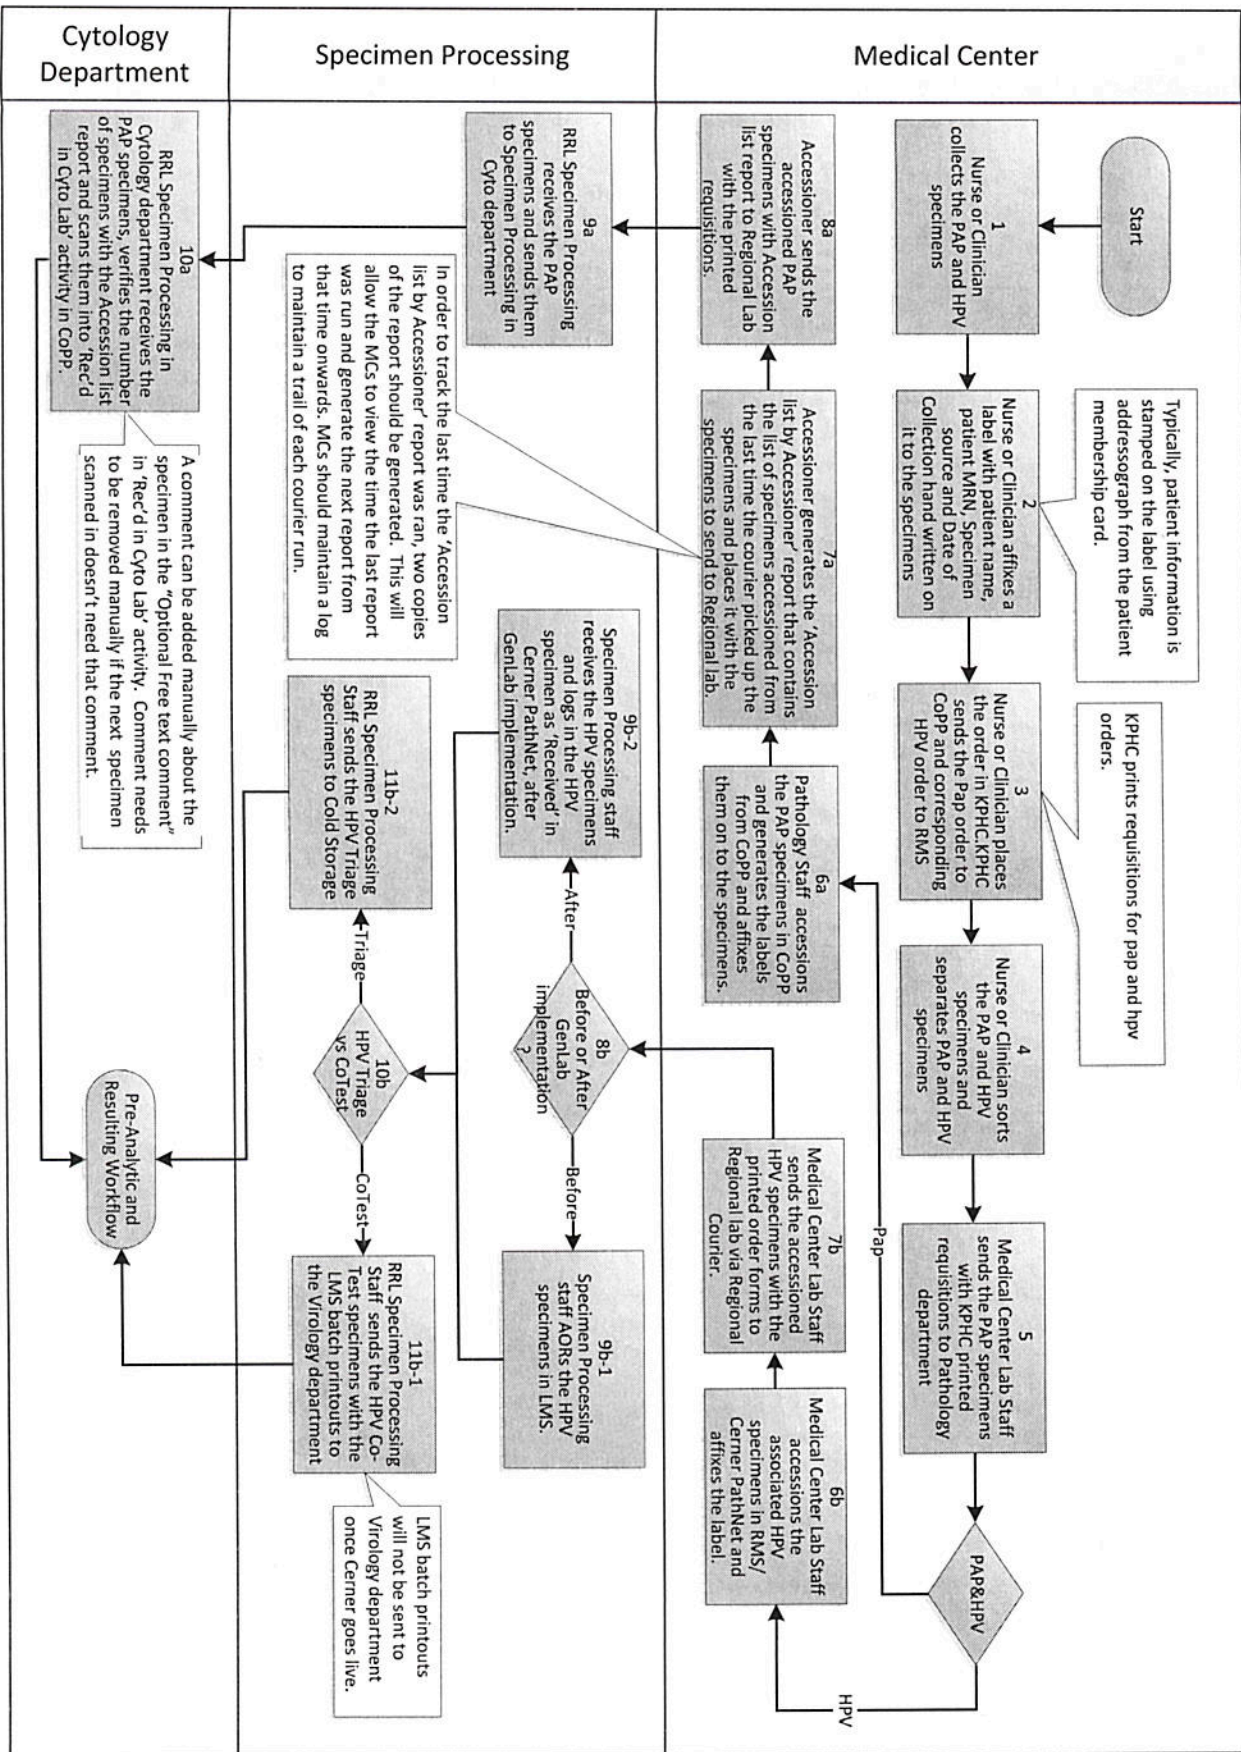 Medical Center
Start
1
Nurse or Clinician
collects the PAP and HPV
specimens
Typically, patient information is
stamped on the label using
addressograph from the patient
membership card.
2
Nurse or Clinician affixes a
label with patient name,
patient MRN, Specimen
source and Date of
Collection hand written on
it to the specimens
KPHC prints requisitions for pap and hpv
orders.
3
Nurse or Clinician places
the order in KPHC.KPHC
sends the Pap order to
CoPP and corresponding
HPV order to RMS
4
Nurse or Clinician sorts
the PAP and HPV
specimens and
separates PAP and HPV
specimens
5
Medical Center Lab Staff
sends the PAP specimens
with KPHC printed
requisitions to Pathology
department
PAP&HPV
Pap
HPV
6a
Pathology Staff accessions
the PAP specimens in CoPP
and generates the labels
from CoPP and affixes
them on to the specimens.
7a
Accessioner generates the 'Accession
list by Accessioner' report that contains
the list of specimens accessioned from
the last time the courier picked up the
specimens and places it with the
specimens to send to Regional lab.
8a
Accessioner sends the
accessioned PAP
specimens with Accession
list report to Regional Lab
with the printed
requisitions.
6b
Medical Center Lab Staff
accessions the
associated HPV
specimens in RMS/
Cerner PathNet and
affixes the label.
7b
Medical Center Lab Staff
sends the accessioned
HPV specimens with the
printed order forms to
Regional lab via Regional
Courier.
Specimen Processing
9a
RRL Specimen Processing
receives the PAP
specimens and sends them
to Specimen Processing in
Cyto department
In order to track the last time the 'Accession
list by Accessioner' report was ran, two copies
of the report should be generated. This will
allow the MCs to view the time the last report
was run and generate the next report from
that time onwards. MCs should maintain a log
to maintain a trail of each courier run.
8b
Before or After
GenLab
implementation
?
After
Before
9b-2
Specimen Processing staff
receives the HPV specimens
and logs in the HPV
specimen as 'Received' in
Cerner PathNet, after
GenLab implementation.
9b-1
Specimen Processing
staff AORs the HPV
specimens in LMS.
10b
HPV Triage
vs CoTest
Triage
CoTest
11b-2
RRL Specimen Processing
Staff sends the HPV Triage
specimens to Cold Storage
11b-1
RRL Specimen Processing
Staff sends the HPV Co-
Test specimens with the
LMS batch printouts to
the Virology department
LMS batch printouts
will not be sent to
Virology department
once Cerner goes live.
Cytology
Department
10a
RRL Specimen Processing in
Cytology department receives the
PAP specimens, verifies the number
of specimens with the Accession list
report and scans them into 'Rec'd
in Cyto Lab' activity in CoPP.
A comment can be added manually about the
specimen in the "Optional Free text comment"
in 'Rec'd in Cyto Lab' activity. Comment needs
to be removed manually if the next specimen
scanned in doesn't need that comment.
Pre-Analytic and
Resulting Workflow